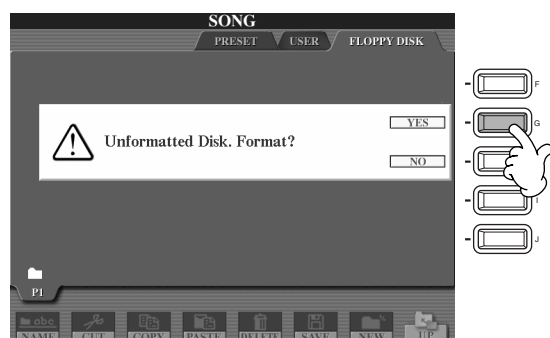 SONG
PRESET USER FLOPPY DISK
F
YES
G
Unformatted Disk. Format?
NO
I
J
P1
abc
NAME CUT COPY PASTE DELETE SAVE NEW UP